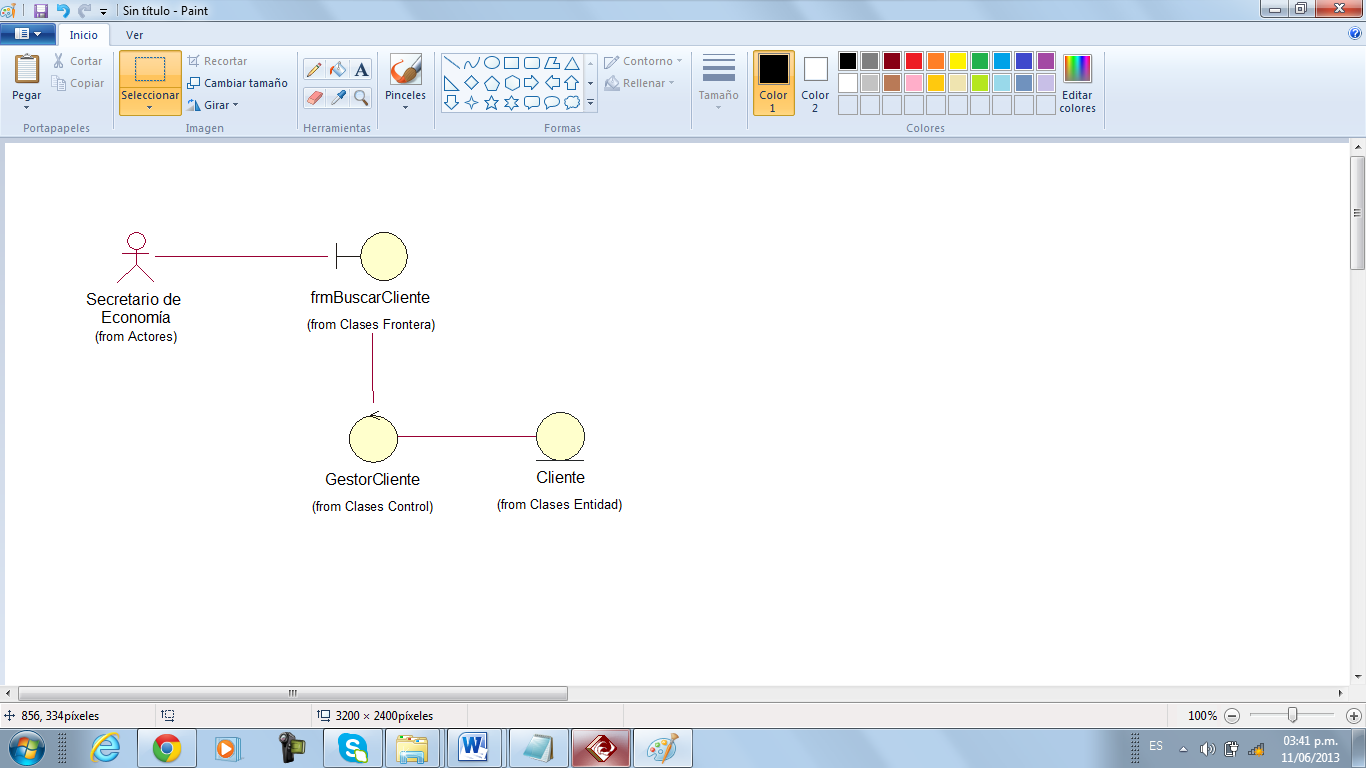 Sin título - Paint
Inicio
Ver
Pegar
Cortar
Copiar
Portapapeles
Seleccionar
Recortar
Cambiar tamaño
Girar
Imagen
A
Herramientas
Pinceles
Contorno
Rellenar
Formas
Tamaño
Color
1
Color
2
Editar
colores
Colores
Secretario de
Economía
(from Actores)
frmBuscarCliente
(from Clases Frontera)
GestorCliente
(from Clases Control)
Cliente
(from Clases Entidad)
856, 334píxeles
3200 × 2400píxeles
100%
ES
03:41 p.m.
11/06/2013